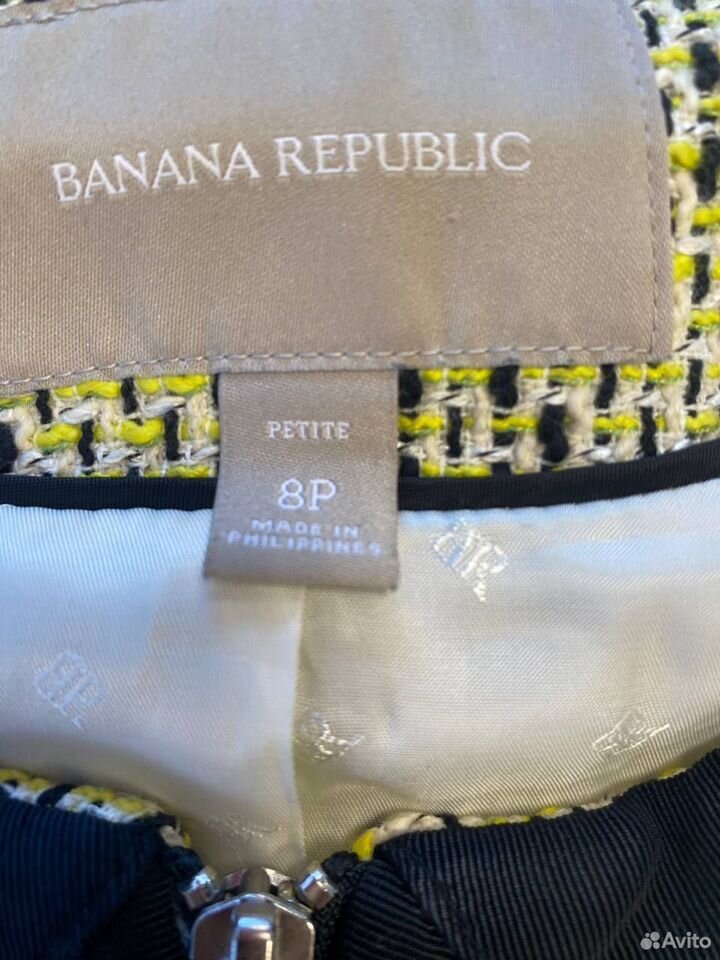 BANANA REPUBLIC
PETITE
8P
MADE IN
PHILIPPINES
Avito